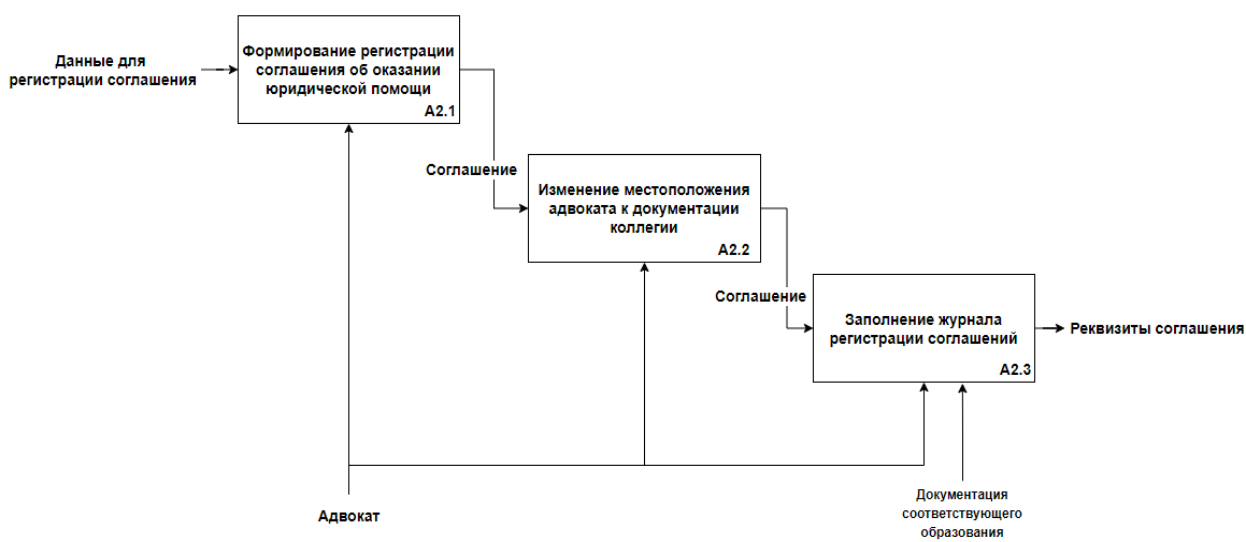 Данные для
регистрации соглашения
Формирование регистрации
соглашения об оказании
юридической помощи
A2.1
Соглашение
Изменение местоположения
адвоката к документации
коллегии
A2.2
Соглашение
Заполнение журнала
регистрации соглашений
A2.3
Реквизиты соглашения
Адвокат
Документация
соответствующего
образования